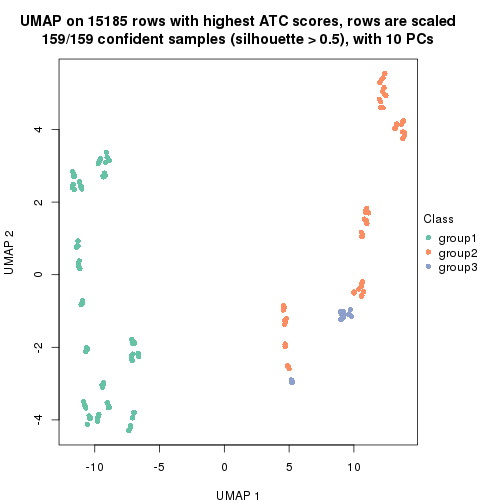 UMAP on 15185 rows with highest ATC scores, rows are scaled
159/159 confident samples (silhouette > 0.5), with 10 PCs
4
2
0
-2
-4
UMAP 2
Class
group1
group2
group3
-10
-5
0
5
10
UMAP 1